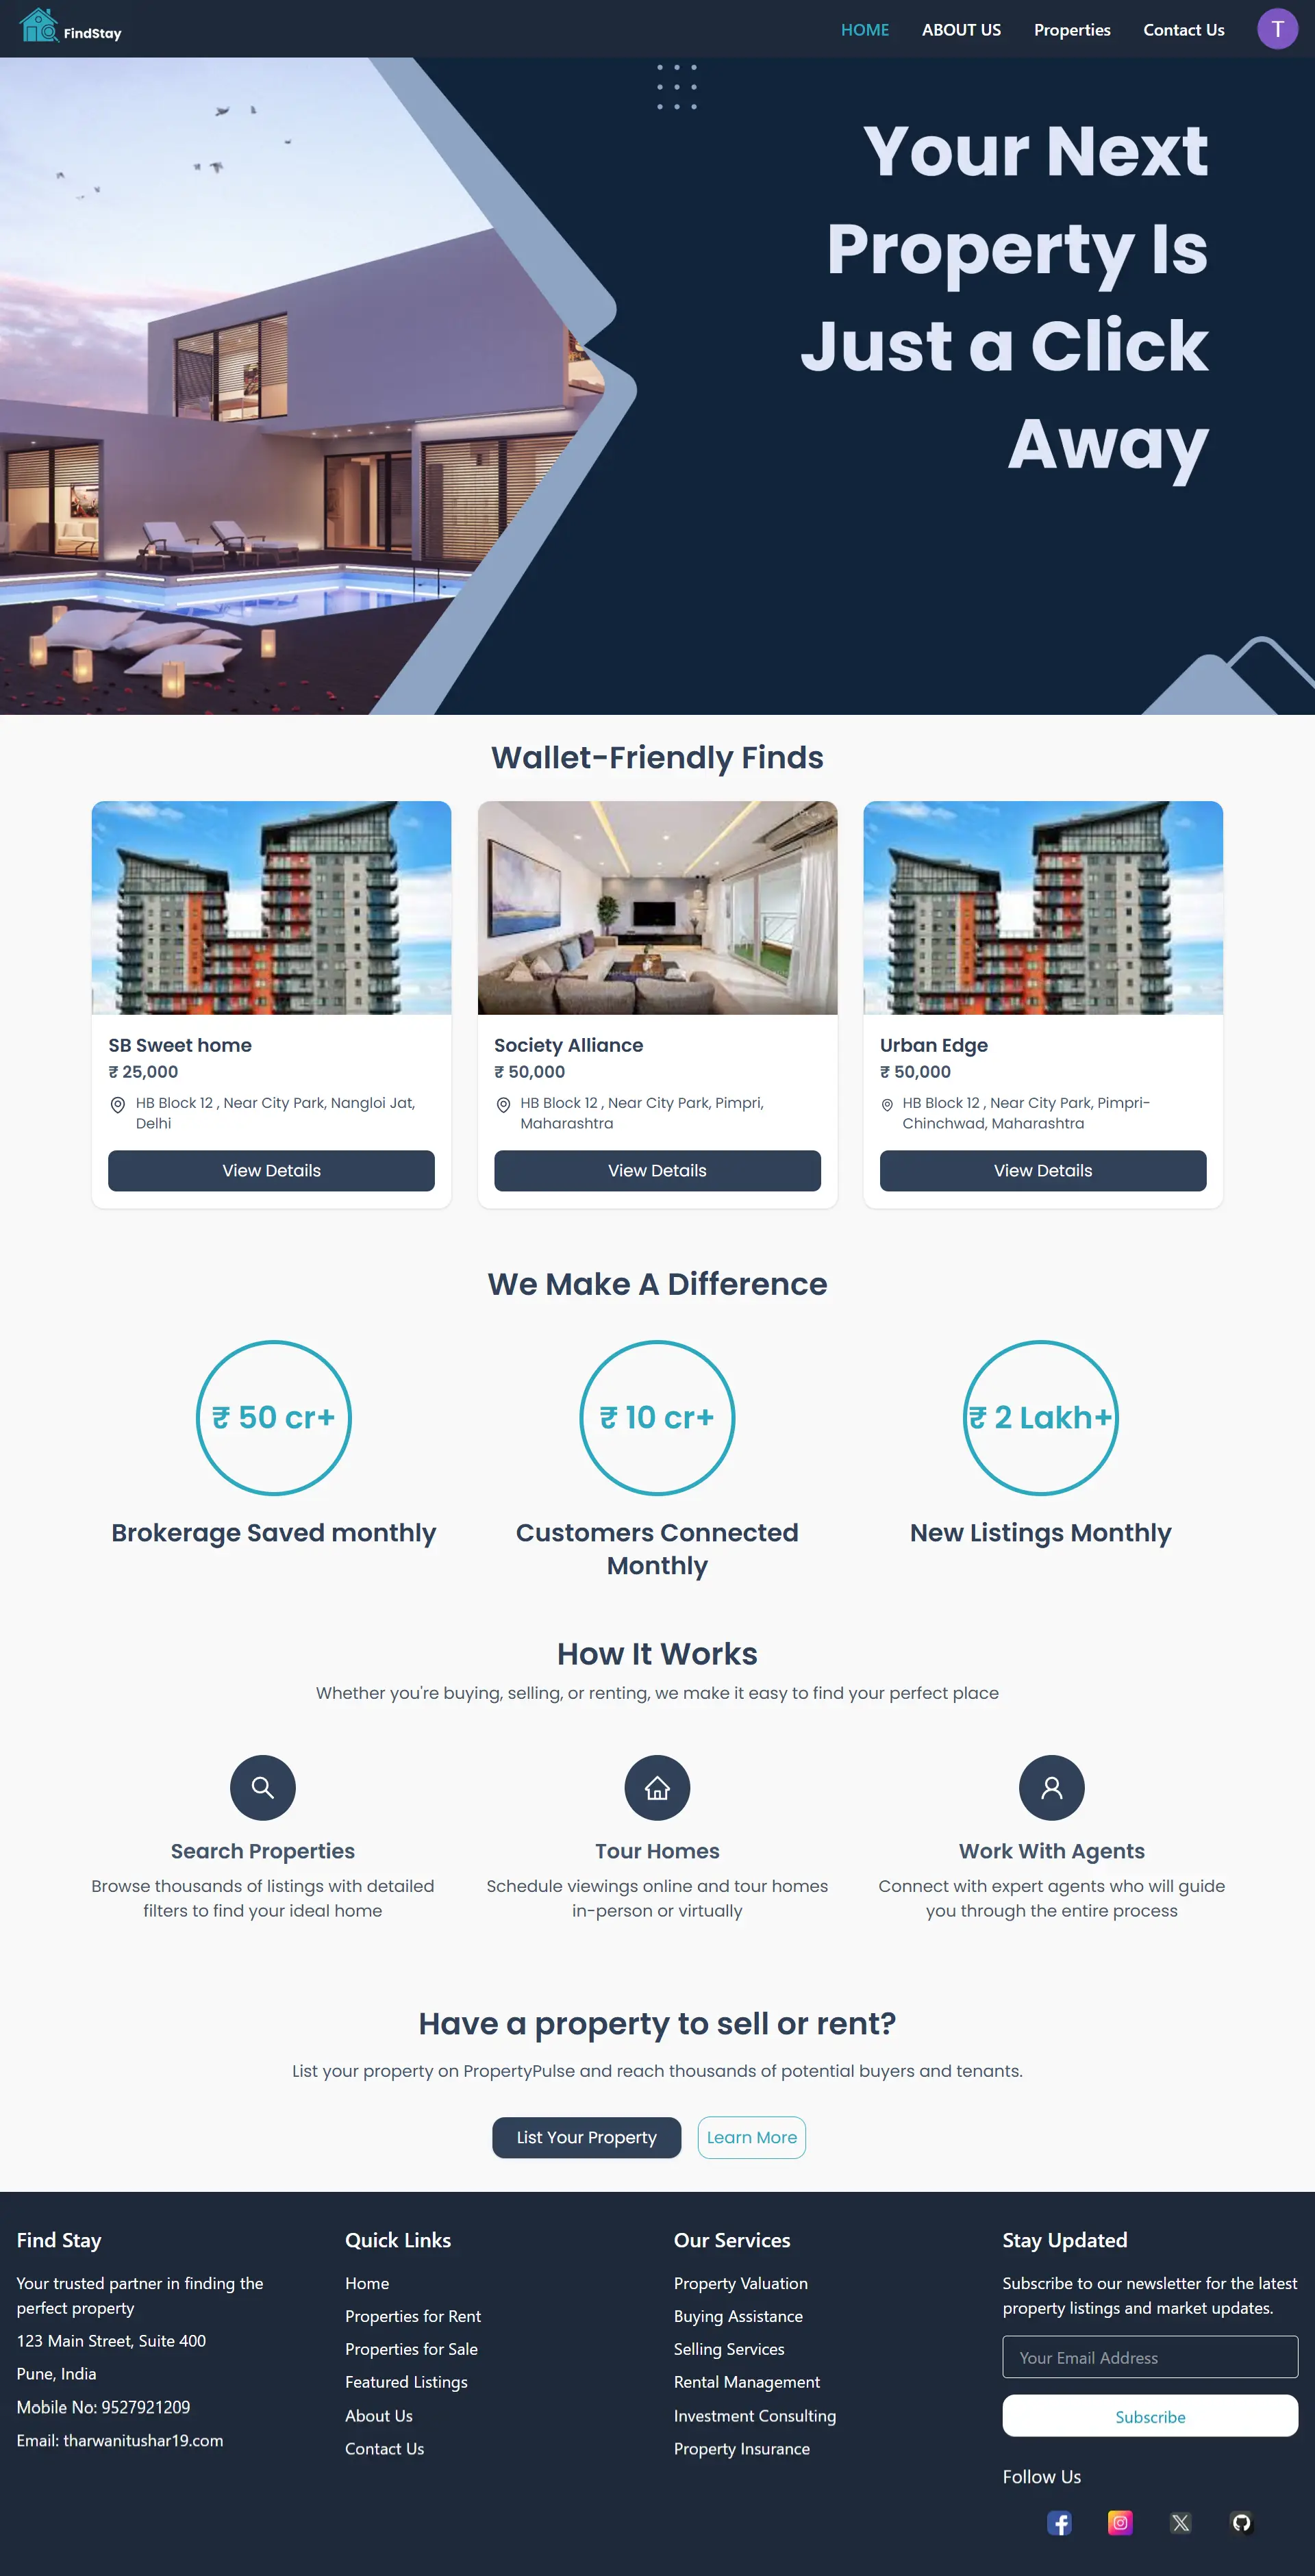 FindStay
HOME
ABOUT US
Properties
Contact Us
T
Your Next
Property Is
Just a Click
Away
Wallet-Friendly Finds
SB Sweet home
₹ 25,000
HB Block 12 , Near City Park, Nangloi Jat,
Delhi
View Details
Society Alliance
₹ 50,000
HB Block 12 , Near City Park, Pimpri,
Maharashtra
View Details
Urban Edge
₹ 50,000
HB Block 12 , Near City Park, Pimpri-
Chinchwad, Maharashtra
View Details
We Make A Difference
₹ 50 cr+
Brokerage Saved monthly
₹ 10 cr+
Customers Connected
Monthly
₹ 2 Lakh+
New Listings Monthly
How It Works
Whether you're buying, selling, or renting, we make it easy to find your perfect place
Search Properties
Browse thousands of listings with detailed
filters to find your ideal home
Tour Homes
Schedule viewings online and tour homes
in-person or virtually
Work With Agents
Connect with expert agents who will guide
you through the entire process
Have a property to sell or rent?
List your property on PropertyPulse and reach thousands of potential buyers and tenants.
List Your Property
Learn More
Find Stay
Your trusted partner in finding the
perfect property
123 Main Street, Suite 400
Pune, India
Mobile No: 9527921209
Email: tharwanitushar19.com
Quick Links
Home
Properties for Rent
Properties for Sale
Featured Listings
About Us
Contact Us
Our Services
Property Valuation
Buying Assistance
Selling Services
Rental Management
Investment Consulting
Property Insurance
Stay Updated
Subscribe to our newsletter for the latest
property listings and market updates.
Your Email Address
Subscribe
Follow Us